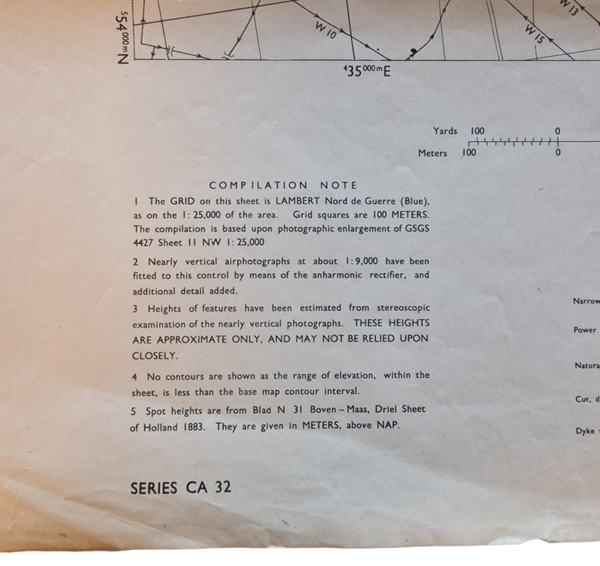 W 10
W 13
W 15
⁵54⁰⁰⁰ᵐN
⁴35⁰⁰⁰ᵐE
Yards 100 0
Meters 100 0
COMPILATION NOTE
1 The GRID on this sheet is LAMBERT Nord de Guerre (Blue),
as on the 1: 25,000 of the area. Grid squares are 100 METERS.
The compilation is based upon photographic enlargement of GSGS
4427 Sheet 11 NW 1: 25,000
2 Nearly vertical airphotographs at about 1:9,000 have been
fitted to this control by means of the anharmonic rectifier, and
additional detail added.
3 Heights of features have been estimated from stereoscopic
examination of the nearly vertical photographs. THESE HEIGHTS
ARE APPROXIMATE ONLY, AND MAY NOT BE RELIED UPON
CLOSELY.
4 No contours are shown as the range of elevation, within the
sheet, is less than the base map contour interval.
5 Spot heights are from Blad N 31 Boven – Maas, Driel Sheet
of Holland 1883. They are given in METERS, above NAP.
SERIES CA 32
Narrow
Power
Natura
Cut, d
Dyke